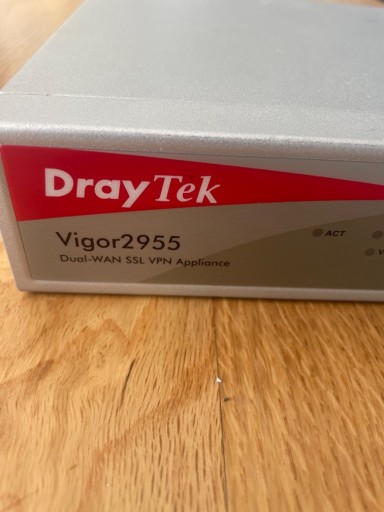 DrayTek
Vigor2955
Dual-WAN SSL VPN Appliance
ACT